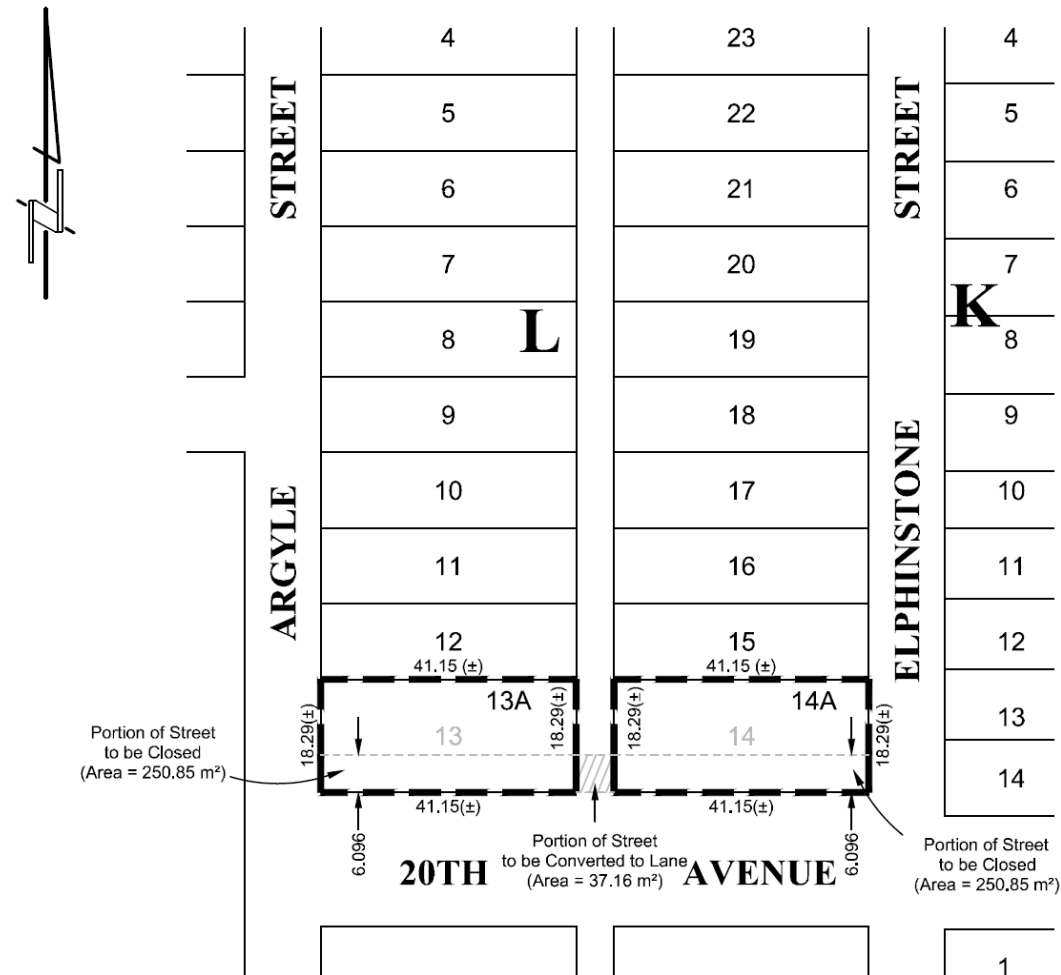 4
23
4
5
22
5
6
21
6
7
20
7
8
19
8
9
18
9
10
17
10
11
16
11
12
15
12
STREET
STREET
L
K
ARGYLE
ELPHINSTONE
41.15 (±)
41.15 (±)
13A
14A
13
14
13
14
18.29(±)
18.29(±)
18.29(±)
18.29(±)
Portion of Street
to be Closed
(Area = 250.85 m²)
41.15(±)
41.15(±)
6.096
6.096
Portion of Street
to be Converted to Lane
(Area = 37.16 m²)
20TH AVENUE
Portion of Street
to be Closed
(Area = 250.85 m²)
1